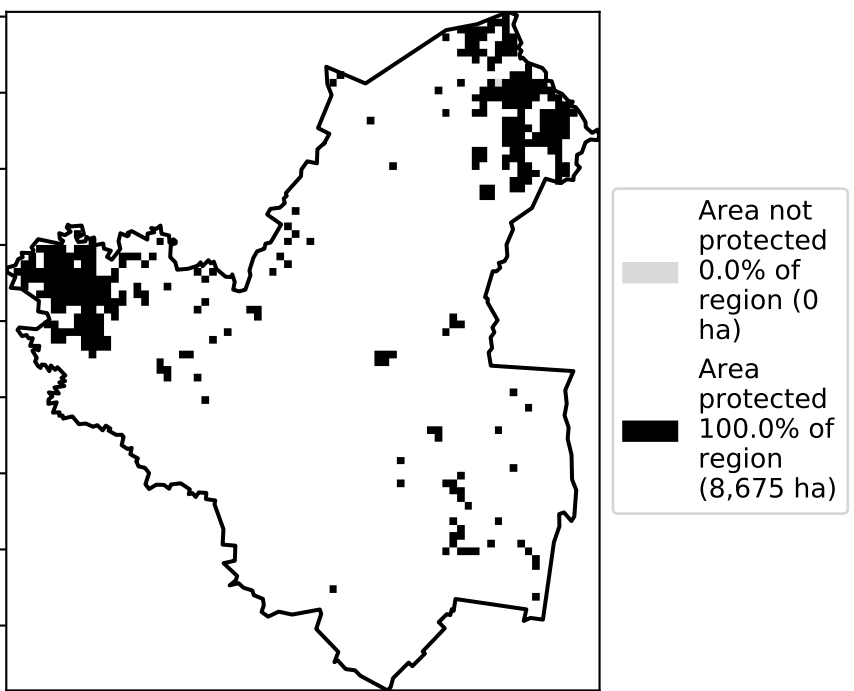 Area not
protected
0.0% of
region (0
ha)
Area
protected
100.0% of
region
(8,675 ha)